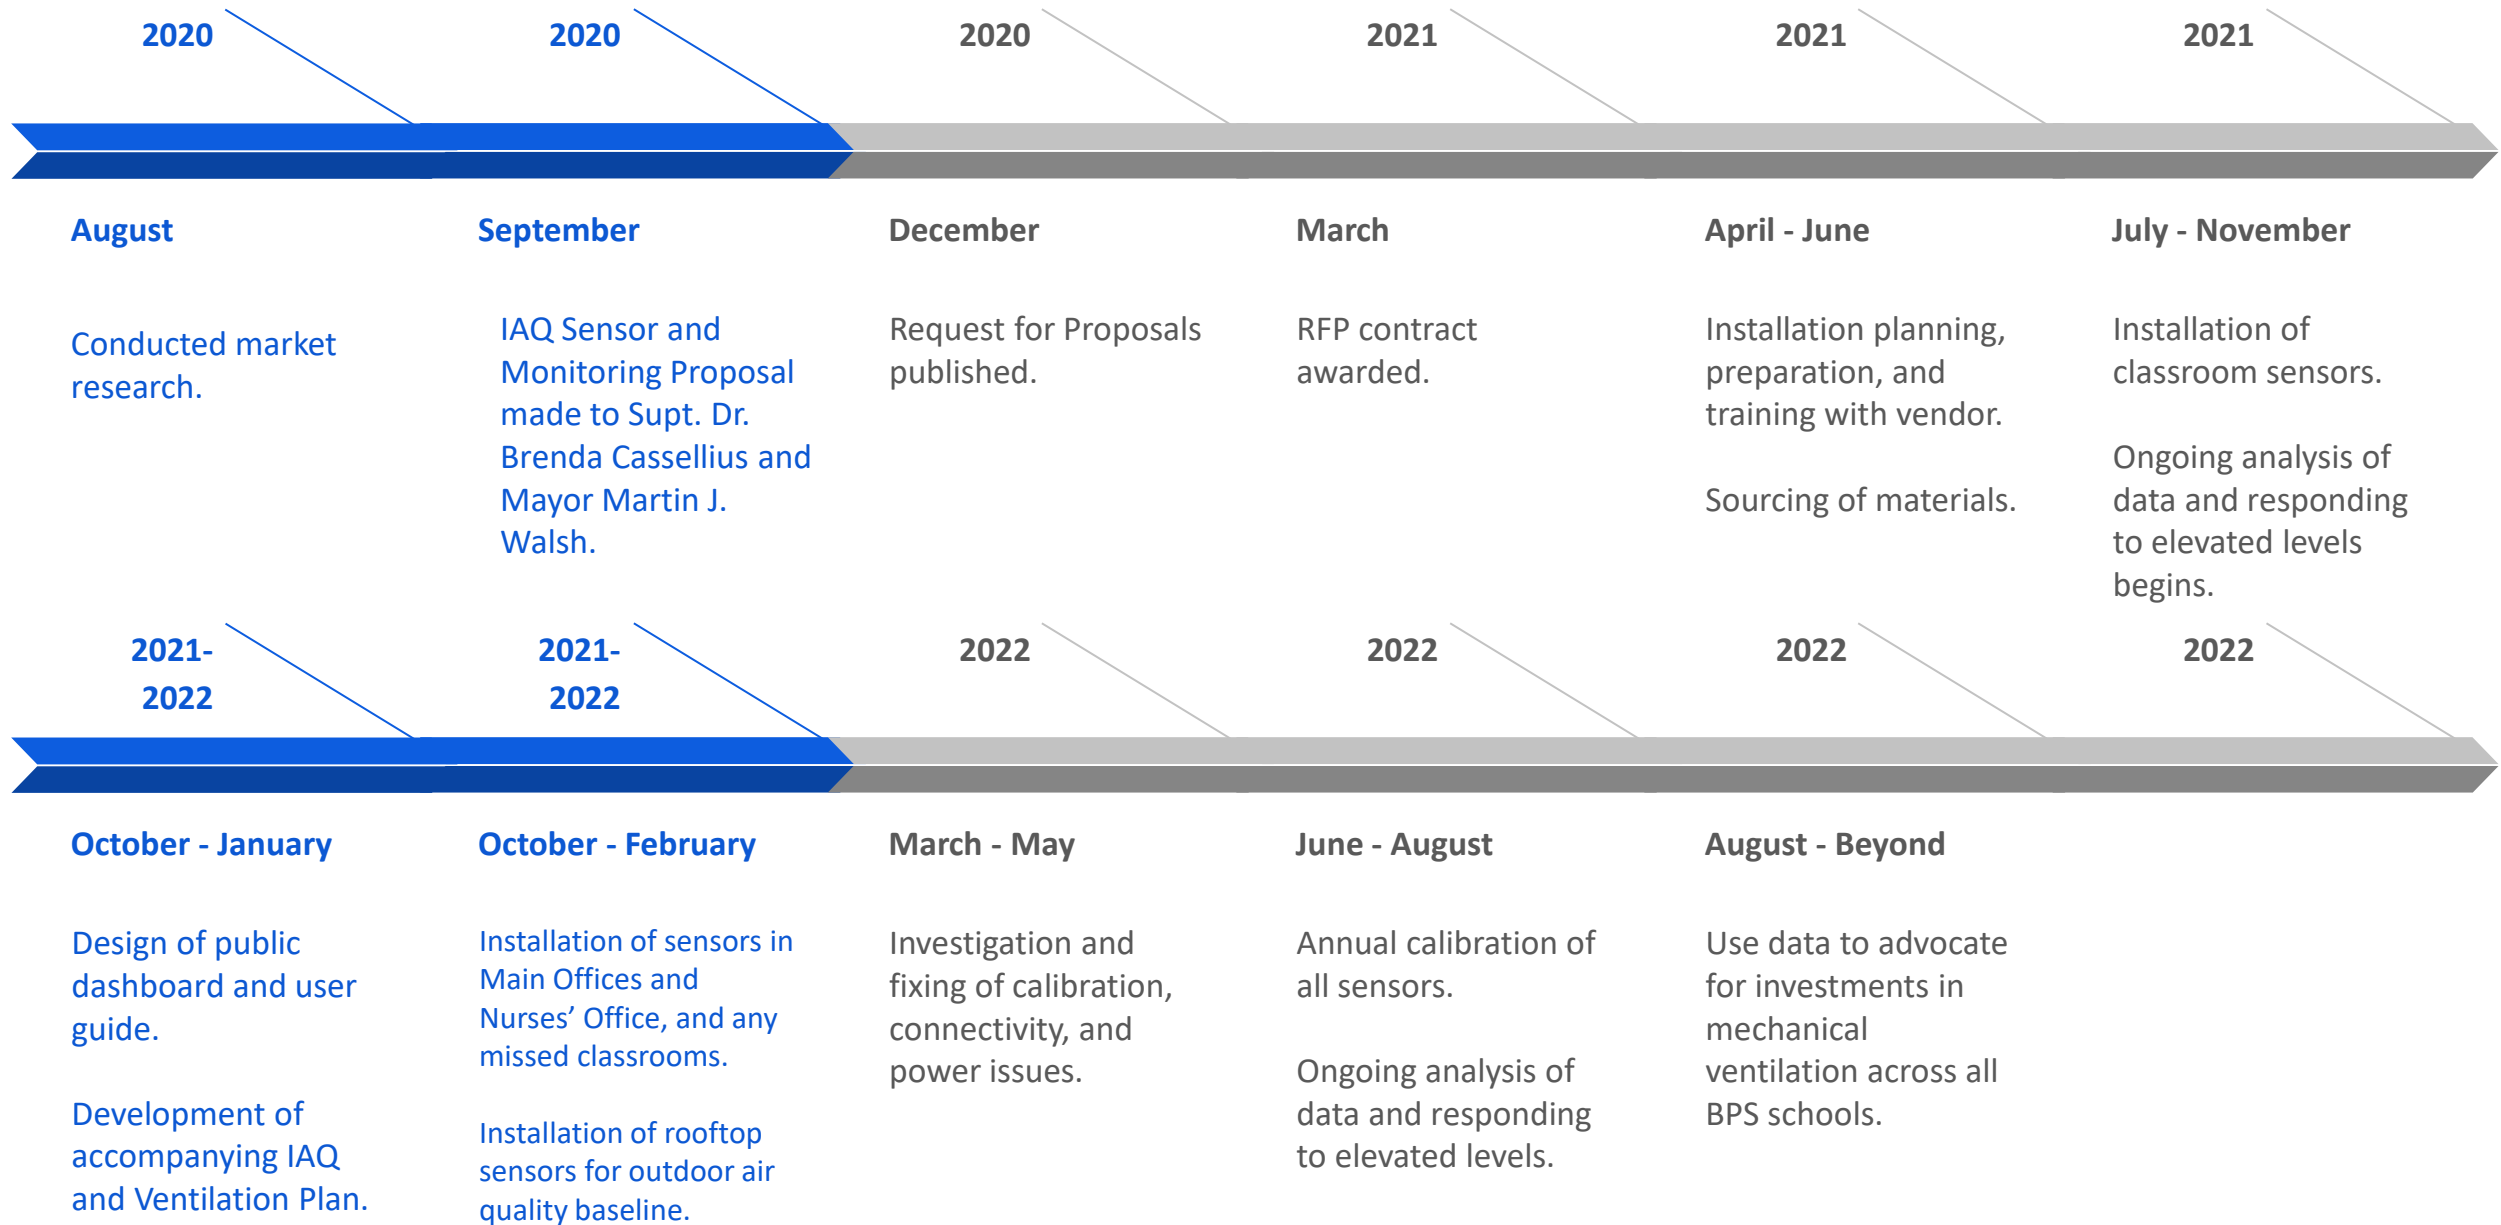 2020
2020
2020
2021
2021
2021
August
Conducted market
research.
September
IAQ Sensor and
Monitoring Proposal
made to Supt. Dr.
Brenda Cassellius and
Mayor Martin J.
Walsh.
December
Request for Proposals
published.
March
RFP contract
awarded.
April - June
Installation planning,
preparation, and
training with vendor.
Sourcing of materials.
July - November
Installation of
classroom sensors.
Ongoing analysis of
data and responding
to elevated levels
begins.
2021-
2022
2021-
2022
2022
2022
2022
2022
October - January
Design of public
dashboard and user
guide.
Development of
accompanying IAQ
and Ventilation Plan.
October - February
Installation of sensors in
Main Offices and
Nurses’ Office, and any
missed classrooms.
Installation of rooftop
sensors for outdoor air
quality baseline.
March - May
Investigation and
fixing of calibration,
connectivity, and
power issues.
June - August
Annual calibration of
all sensors.
Ongoing analysis of
data and responding
to elevated levels.
August - Beyond
Use data to advocate
for investments in
mechanical
ventilation across all
BPS schools.